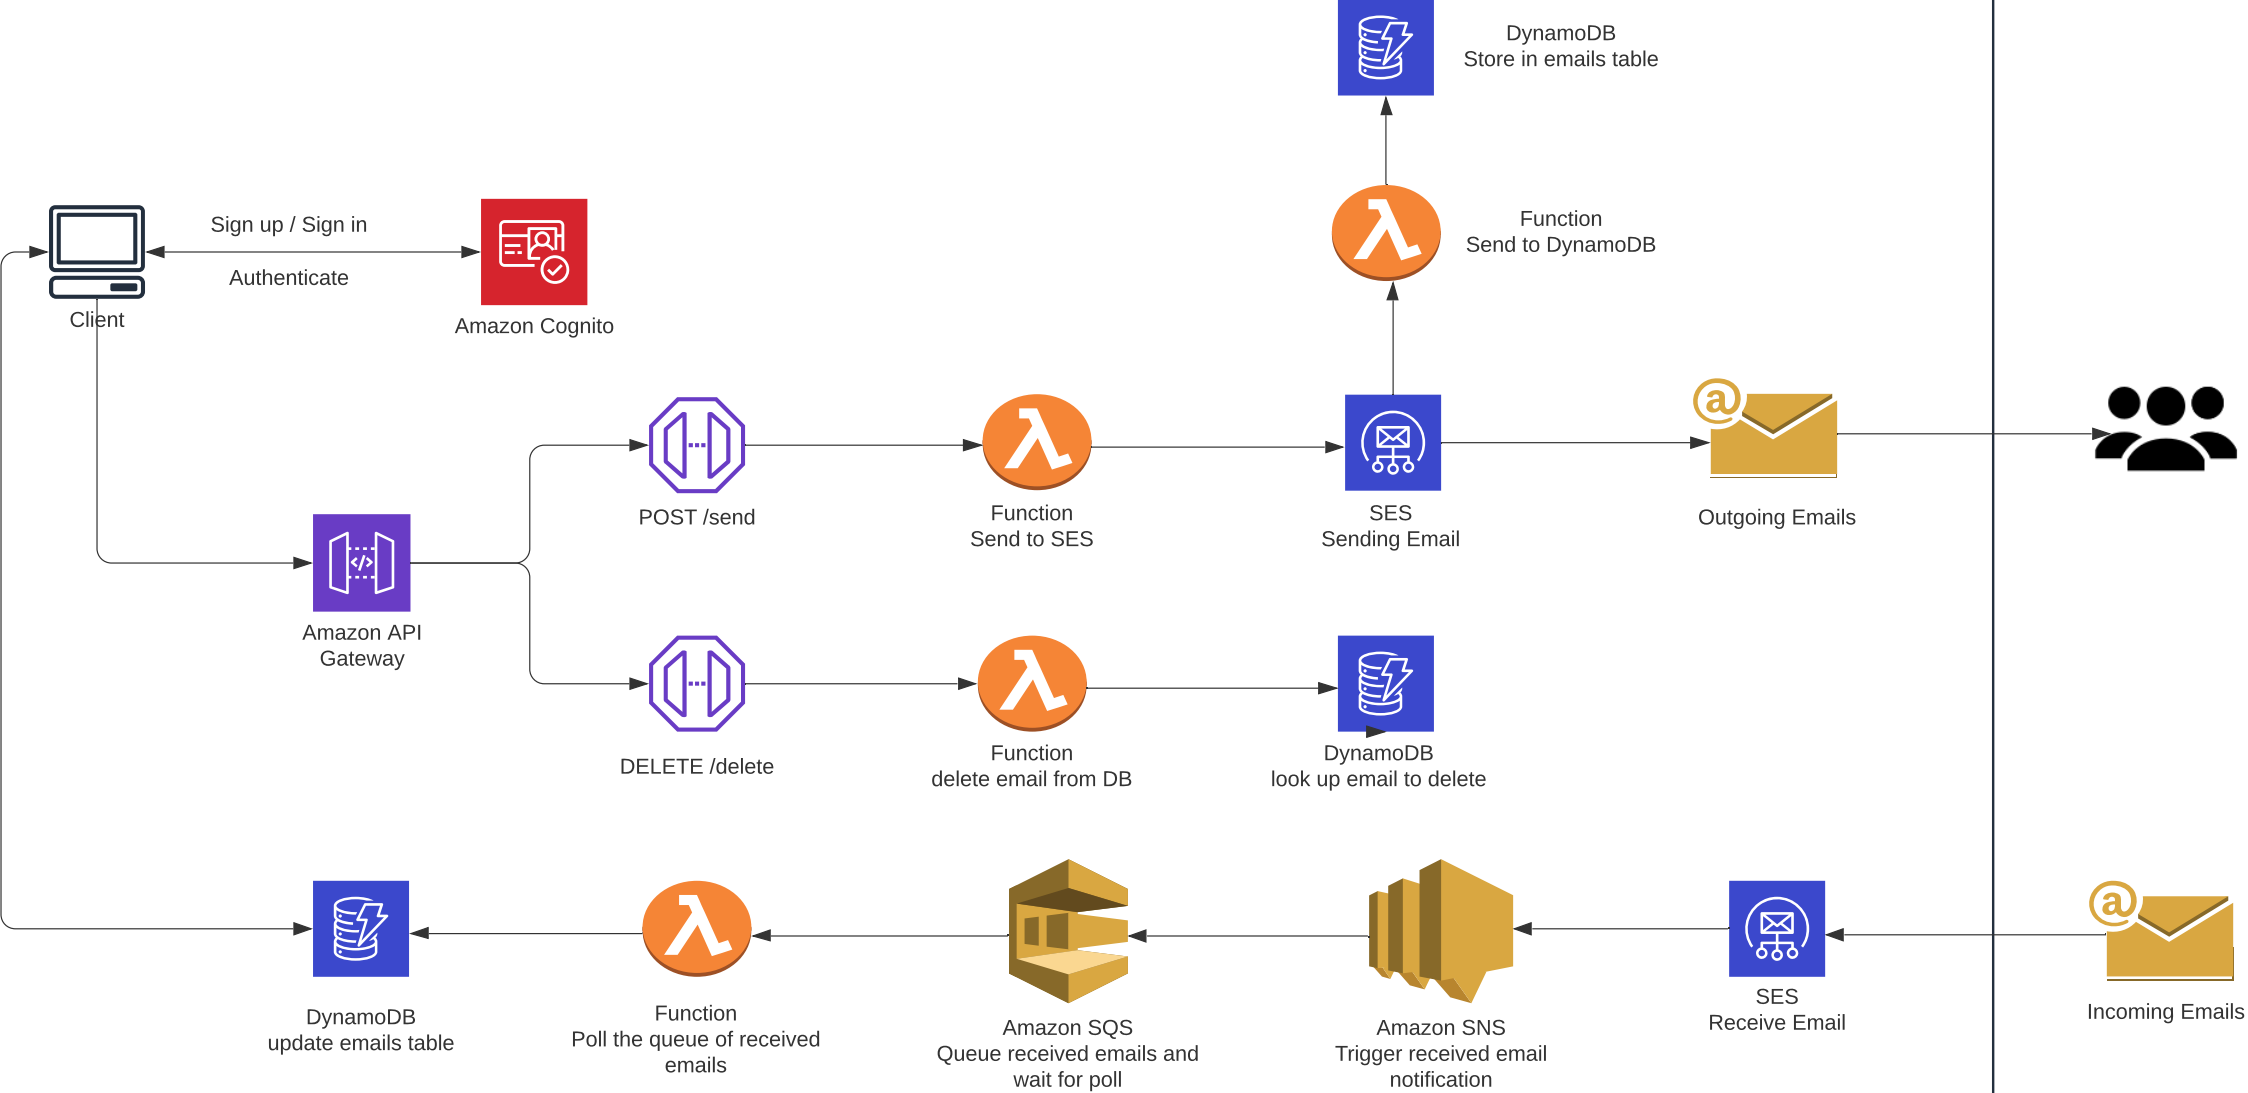 DynamoDB
Store in emails table
Function
Send to DynamoDB
Sign up / Sign in
Authenticate
Client
Amazon Cognito
POST /send
Function
Send to SES
SES
Sending Email
@
Outgoing Emails
</>
Amazon API
Gateway
DELETE /delete
Function
delete email from DB
DynamoDB
look up email to delete
DynamoDB
update emails table
Function
Poll the queue of received
emails
Amazon SQS
Queue received emails and
wait for poll
Amazon SNS
Trigger received email
notification
SES
Receive Email
@
Incoming Emails